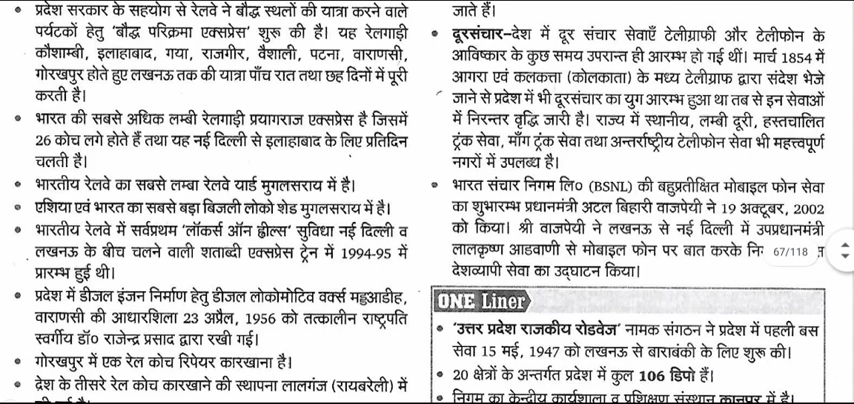 प्रदेश सरकार के सहयोग से रेलवे ने बौद्ध स्थलों की यात्रा करने वाले
पर्यटकों हेतु 'बौद्ध परिक्रमा एक्सप्रेस' शुरू की है। यह रेलगाड़ी
कौशाम्बी, इलाहाबाद, गया, राजगीर, वैशाली, पटना, वाराणसी,
गोरखपुर होते हुए लखनऊ तक की यात्रा पाँच रात तथा छह दिनों में पूरी
करती है।
भारत की सबसे अधिक लम्बी रेलगाड़ी प्रयागराज एक्सप्रेस है जिसमें
26 कोच लगे होते हैं तथा यह नई दिल्ली से इलाहाबाद के लिए प्रतिदिन
चलती है।
भारतीय रेलवे का सबसे लम्बा रेलवे यार्ड मुगलसराय में है।
एशिया एवं भारत का सबसे बड़ा बिजली लोको शेड मुगलसराय में है।
भारतीय रेलवे में सर्वप्रथम 'लॉकर्स ऑन ह्वील्स' सुविधा नई दिल्ली व
लखनऊ के बीच चलने वाली शताब्दी एक्सप्रेस ट्रेन में 1994-95 में
प्रारम्भ हुई थी।
प्रदेश में डीजल इंजन निर्माण हेतु डीजल लोकोमोटिव वर्क्स मडुआडीह,
वाराणसी की आधारशिला 23 अप्रैल, 1956 को तत्कालीन राष्ट्रपति
स्वर्गीय डॉ० राजेन्द्र प्रसाद द्वारा रखी गई।
गोरखपुर में एक रेल कोच रिपेयर कारखाना है।
देश के तीसरे रेल कोच कारखाने की स्थापना लालगंज (रायबरेली) में
जाते हैं।
दूरसंचार-देश में दूर संचार सेवाएँ टेलीग्राफी और टेलीफोन के
आविष्कार के कुछ समय उपरान्त ही आरम्भ हो गई थीं। मार्च 1854 में
आगरा एवं कलकत्ता (कोलकाता) के मध्य टेलीग्राफ द्वारा संदेश भेजे
जाने से प्रदेश में भी दूरसंचार का युग आरम्भ हुआ था तब से इन सेवाओं
में निरन्तर वृद्धि जारी है। राज्य में स्थानीय, लम्बी दूरी, हस्तचालित
ट्रंक सेवा, माँग ट्रंक सेवा तथा अन्तर्राष्ट्रीय टेलीफोन सेवा भी महत्त्वपूर्ण
नगरों में उपलब्ध है।
भारत संचार निगम लि० (BSNL) की बहुप्रतीक्षित मोबाइल फोन सेवा
का शुभारम्भ प्रधानमंत्री अटल बिहारी वाजपेयी ने 19 अक्टूबर, 2002
को किया। श्री वाजपेयी ने लखनऊ से नई दिल्ली में उपप्रधानमंत्री
लालकृष्ण आडवाणी से मोबाइल फोन पर बात करके 67/118
देशव्यापी सेवा का उद्घाटन किया।
ONE Liner
'उत्तर प्रदेश राजकीय रोडवेज' नामक संगठन ने प्रदेश में पहली बस
सेवा 15 मई, 1947 को लखनऊ से बाराबंकी के लिए शुरू की।
20 क्षेत्रों के अन्तर्गत प्रदेश में कुल 106 डिपो हैं।
निगम का केन्द्रीय कार्यशाला व प्रशिक्षण संस्थान कानपुर में है।